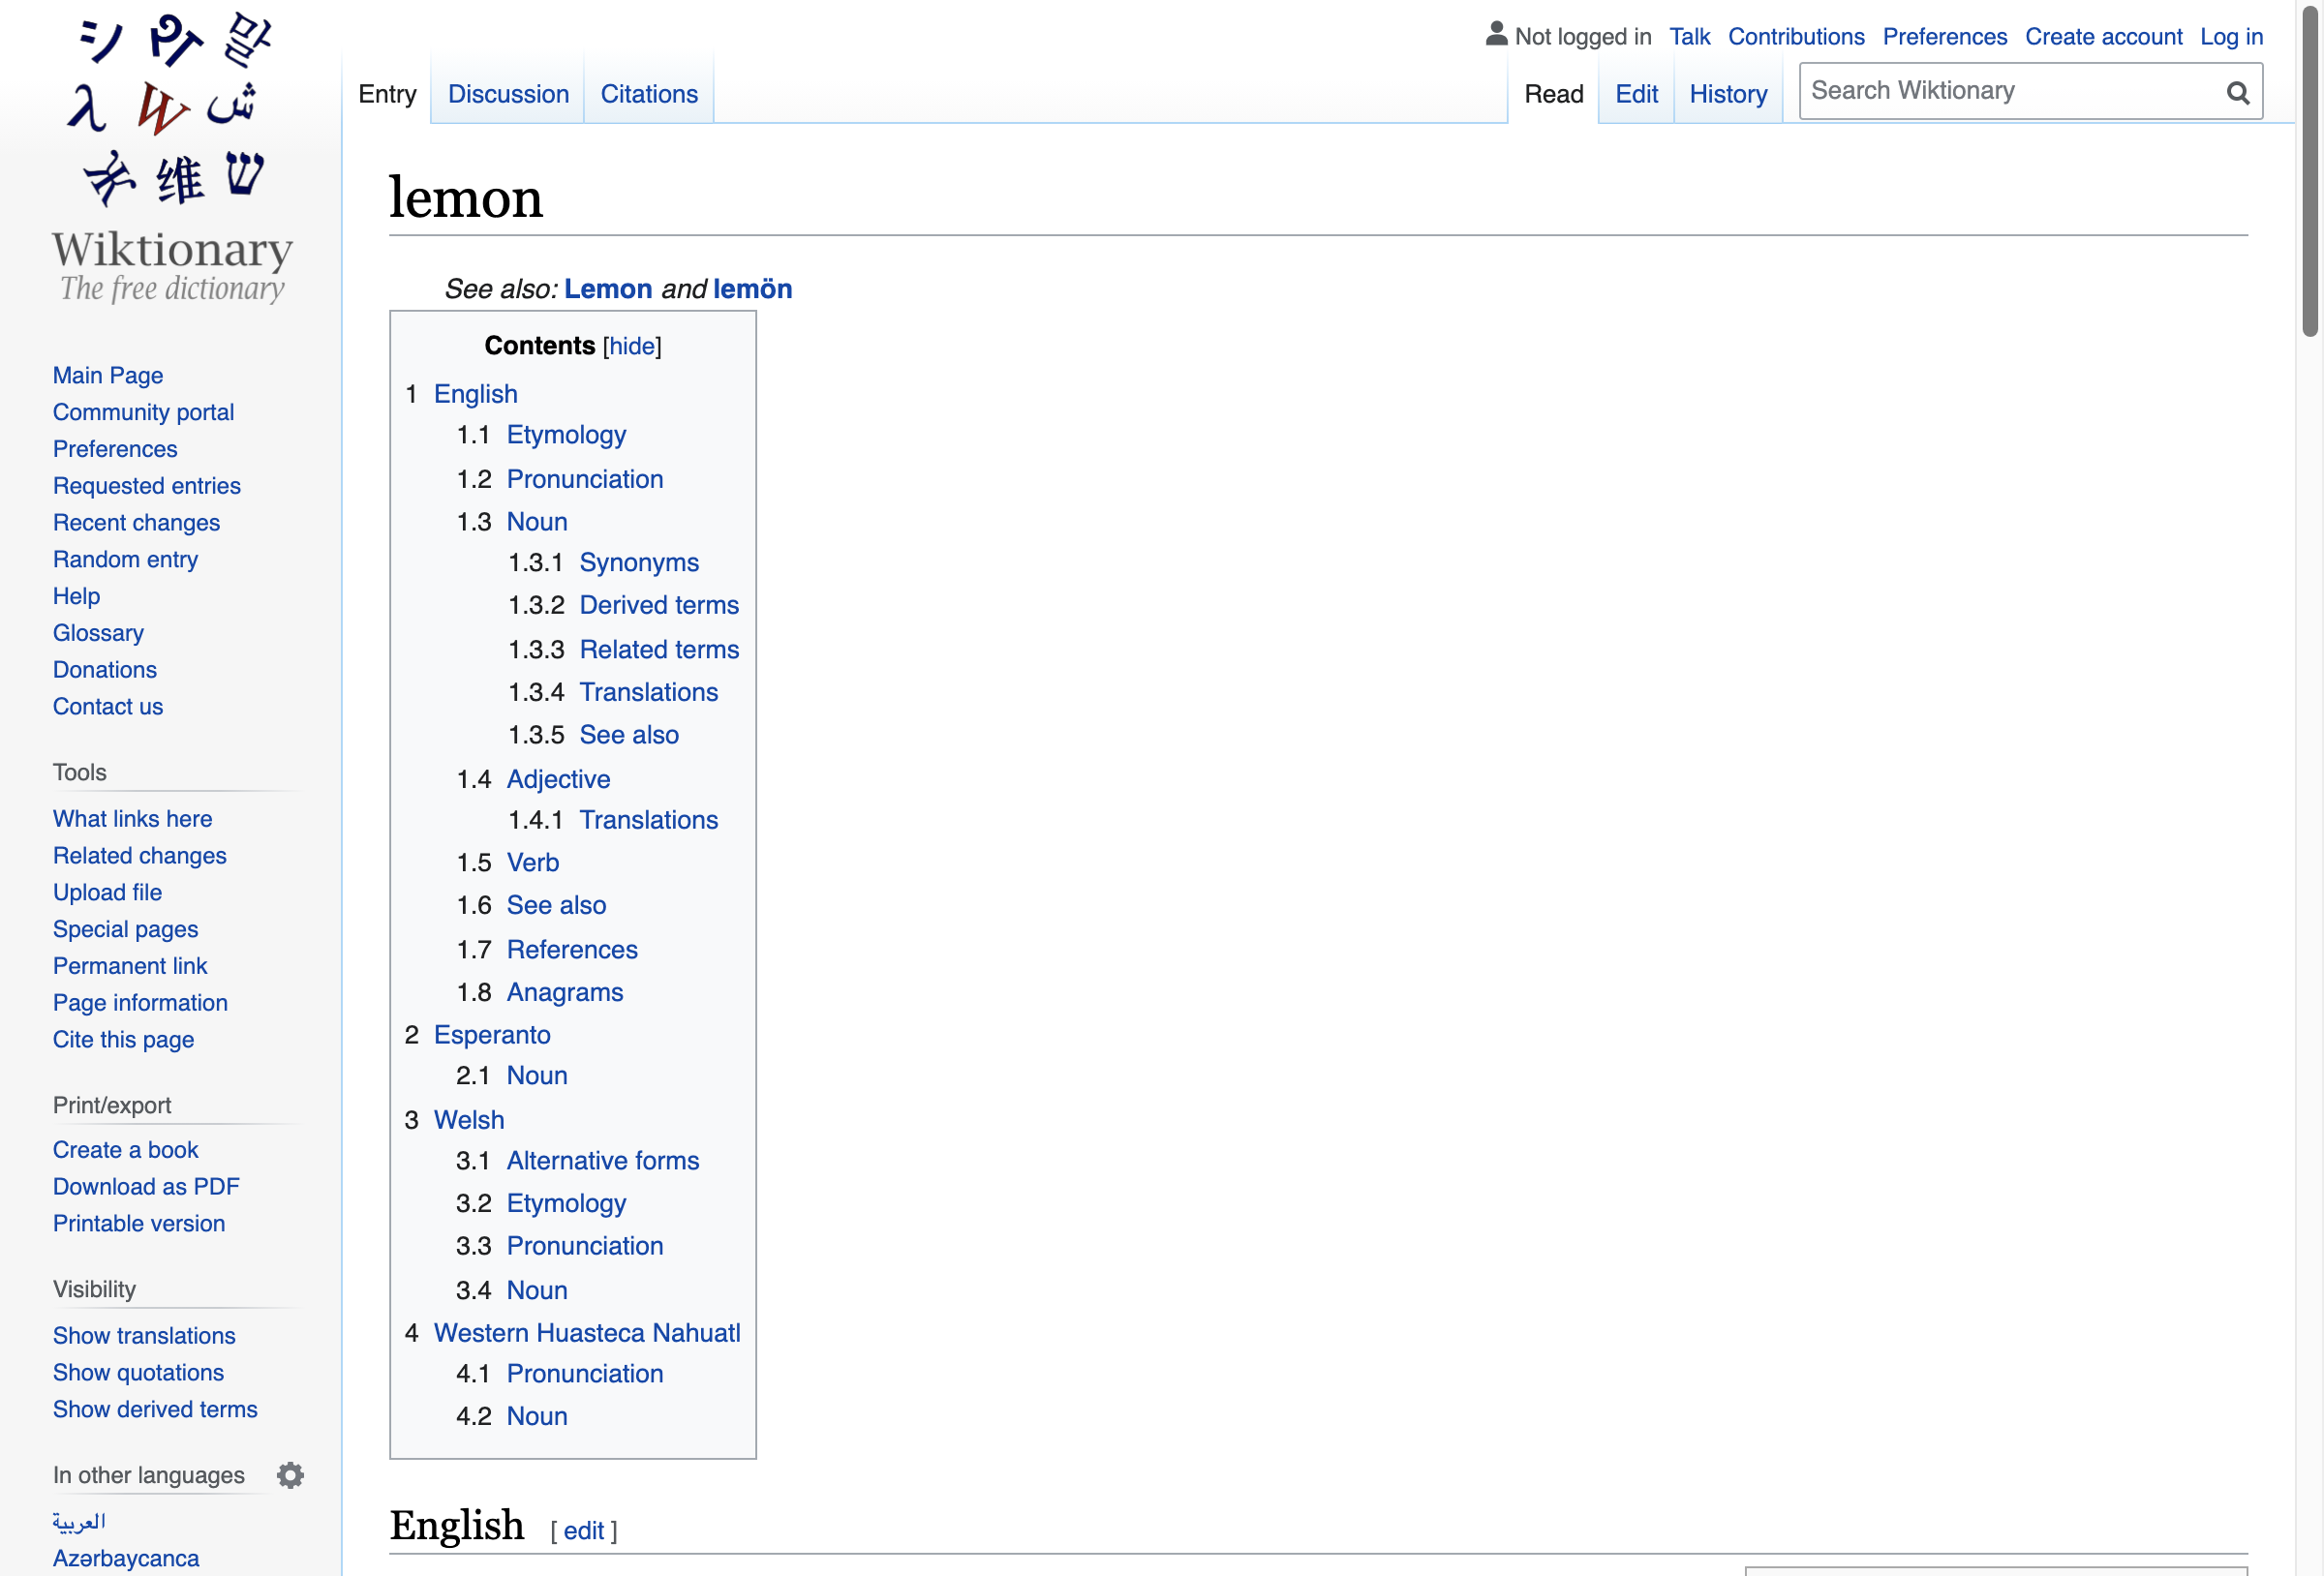 シ や 말
λ W ش
维 ש
Wiktionary
The free dictionary
Main Page
Community portal
Preferences
Requested entries
Recent changes
Random entry
Help
Glossary
Donations
Contact us
Tools
What links here
Related changes
Upload file
Special pages
Permanent link
Page information
Cite this page
Print/export
Create a book
Download as PDF
Printable version
Visibility
Show translations
Show quotations
Show derived terms
In other languages
العربية
Azərbaycanca
Not logged in Talk Contributions Preferences Create account Log in
Entry Discussion Citations Read Edit History Search Wiktionary
lemon
See also: Lemon and lemön
Contents [hide]
1 English
1.1 Etymology
1.2 Pronunciation
1.3 Noun
1.3.1 Synonyms
1.3.2 Derived terms
1.3.3 Related terms
1.3.4 Translations
1.3.5 See also
1.4 Adjective
1.4.1 Translations
1.5 Verb
1.6 See also
1.7 References
1.8 Anagrams
2 Esperanto
2.1 Noun
3 Welsh
3.1 Alternative forms
3.2 Etymology
3.3 Pronunciation
3.4 Noun
4 Western Huasteca Nahuatl
4.1 Pronunciation
4.2 Noun
English [ edit ]